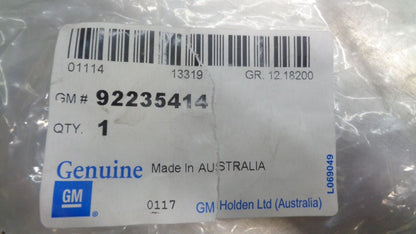 01114 13319 GR. 12.18200
GM # 92235414
QTY. 1
Genuine Made In AUSTRALIA
GM 0117 GM Holden Ltd (Australia)
L069049